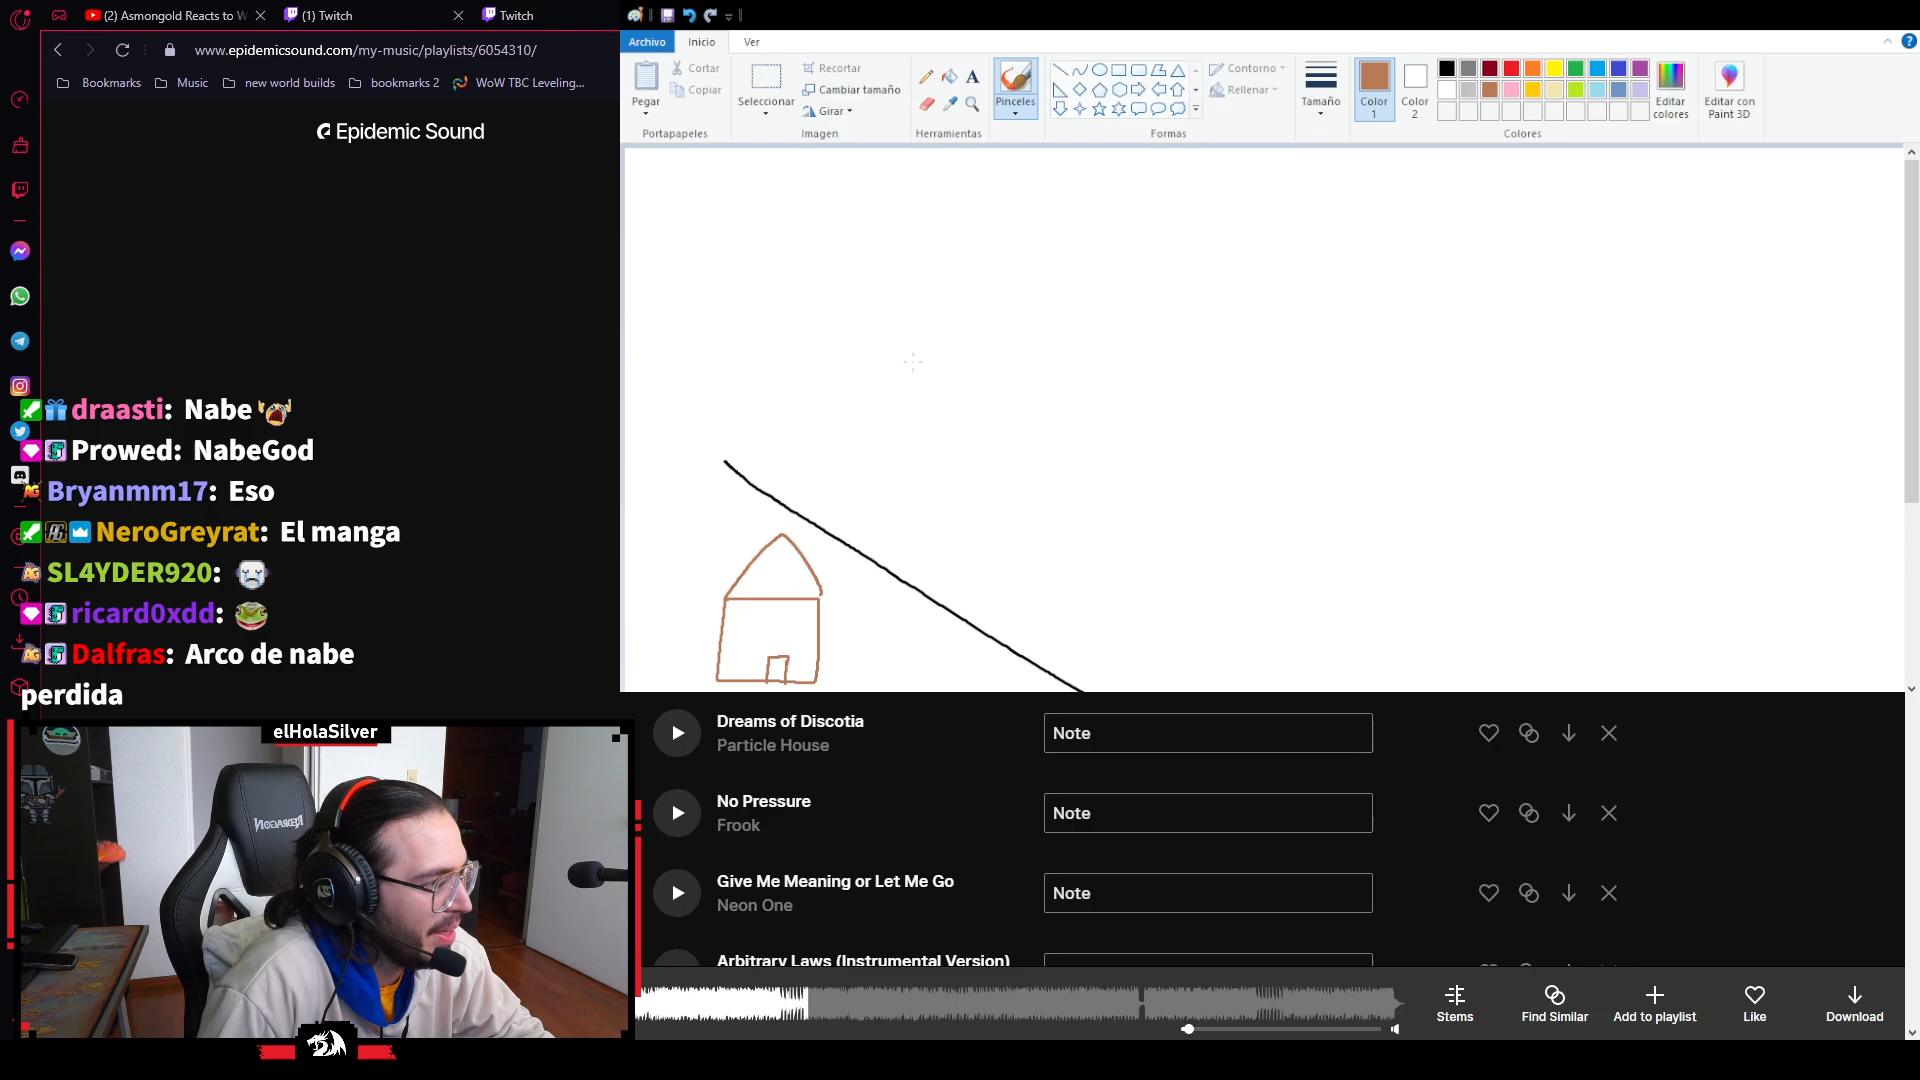 (2) Asmongold Reacts to W
(1) Twitch
Twitch
www.epidemicsound.com/my-music/playlists/6054310/
Bookmarks
Music
new world builds
bookmarks 2
WoW TBC Leveling...
Epidemic Sound
Archivo
Inicio
Ver
Pegar
Cortar
Copiar
Portapapeles
Seleccionar
Recortar
Cambiar tamaño
Girar
Imagen
A
Herramientas
Pinceles
Contorno
Rellenar
Formas
Tamaño
Color 1
Color 2
Editar colores
Editar con Paint 3D
Colores
draasti: Nabe
Prowed: NabeGod
Bryanmm17: Eso
NeroGreyrat: El manga
SL4YDER920:
ricard0xdd:
Dalfras: Arco de nabe
perdida
elHolaSilver
REDRAGON
Dreams of Discotia
Particle House
Note
No Pressure
Frook
Note
Give Me Meaning or Let Me Go
Neon One
Note
Arbitrary Laws (Instrumental Version)
Stems
Find Similar
Add to playlist
Like
Download